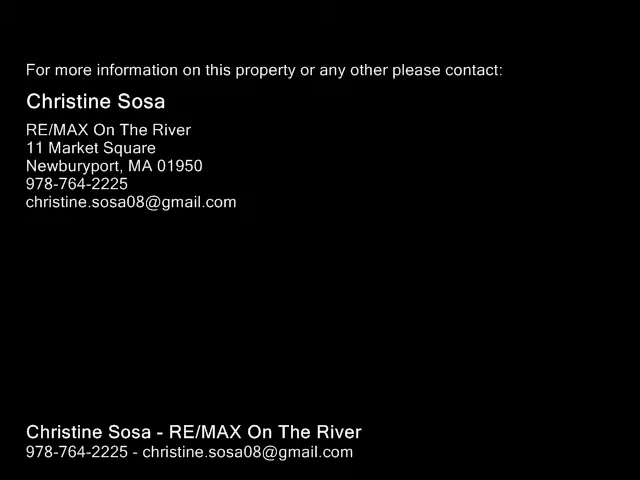 For more information on this property or any other please contact:
Christine Sosa
RE/MAX On The River
11 Market Square
Newburyport, MA 01950
978-764-2225
christine.sosa08@gmail.com
Christine Sosa - RE/MAX On The River
978-764-2225 - christine.sosa08@gmail.com